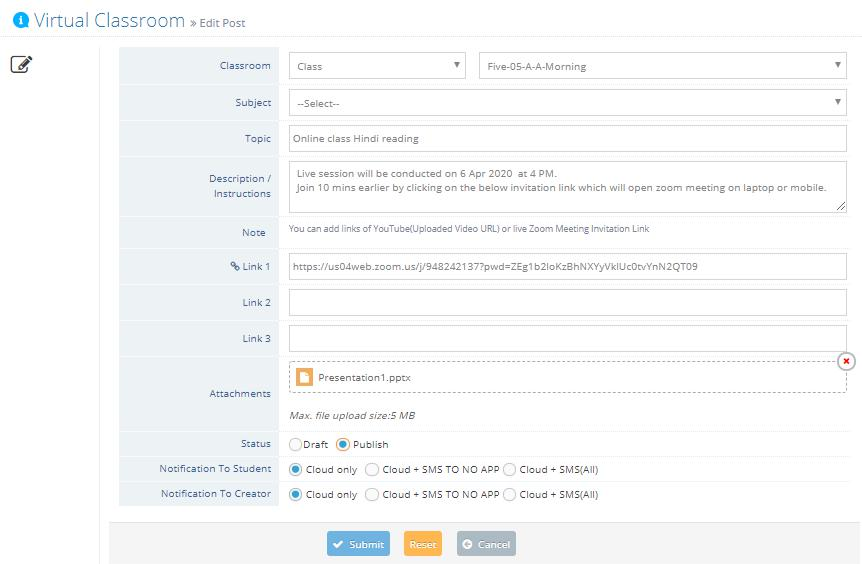 Virtual Classroom » Edit Post
Classroom Class Five-05-A-A-Morning
Subject --Select--
Topic Online class Hindi reading
Description / Instructions
Live session will be conducted on 6 Apr 2020 at 4 PM.
Join 10 mins earlier by clicking on the below invitation link which will open zoom meeting on laptop or mobile.
Note You can add links of YouTube(Uploaded Video URL) or live Zoom Meeting Invitation Link
Link 1 https://us04web.zoom.us/j/948242137?pwd=ZEg1b2loKzBhNXYyVklUc0tvYnN2QT09
Link 2
Link 3
Attachments Presentation1.pptx
Max. file upload size:5 MB
Status Draft Publish
Notification To Student Cloud only Cloud + SMS TO NO APP Cloud + SMS(All)
Notification To Creator Cloud only Cloud + SMS TO NO APP Cloud + SMS(All)
Submit Reset Cancel